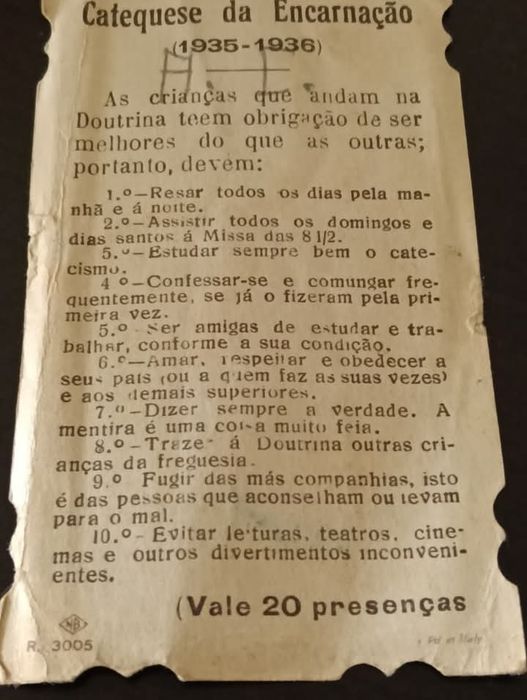 Catequese da Encarnação
(1935-1936)
As crianças que andam na
Doutrina teem obrigação de ser
melhores do que as outras;
portanto, devem:
1.º—Resar todos os dias pela ma-
nhã e á noite.
2.º—Assistir todos os domingos e
dias santos á Missa das 8 1/2.
5.º—Estudar sempre bem o cate-
cismo.
4º—Confessar-se e comungar fre-
quentemente, se já o fizeram pela pri-
meira vez.
5.º Ser amigas de estudar e tra-
balhar, conforme a sua condição.
6.º—Amar, respeitar e obedecer a
seus pais (ou a quem faz as suas vezes)
e aos demais superiores.
7.º—Dizer sempre a verdade. A
mentira é uma coisa muito feia.
8.º—Trazer á Doutrina outras cri-
anças da freguesia.
9.º Fugir das más companhias, isto
é das pessoas que aconselham ou levam
para o mal.
10.º—Evitar leituras, teatros, cine-
mas e outros divertimentos inconveni-
entes.
(Vale 20 presenças
NB
R. 3005
in Italy